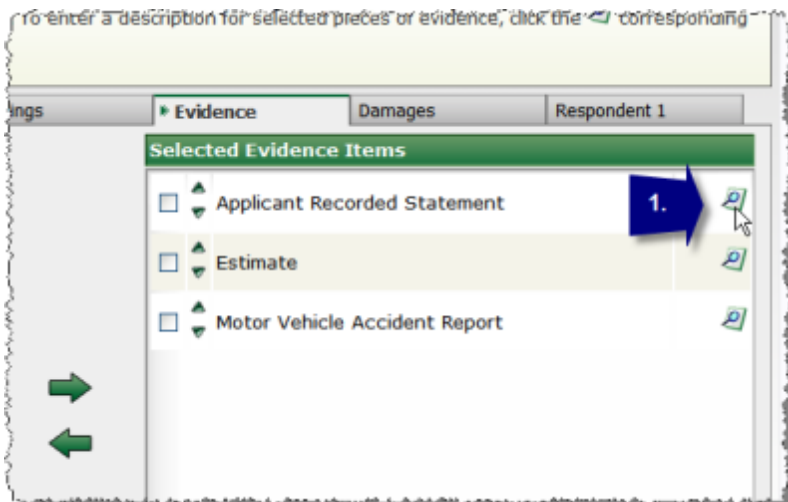 To enter a description for selected pieces of evidence, click the corresponding
ings
Evidence
Damages
Respondent 1
Selected Evidence Items
Applicant Recorded Statement
1.
Estimate
Motor Vehicle Accident Report